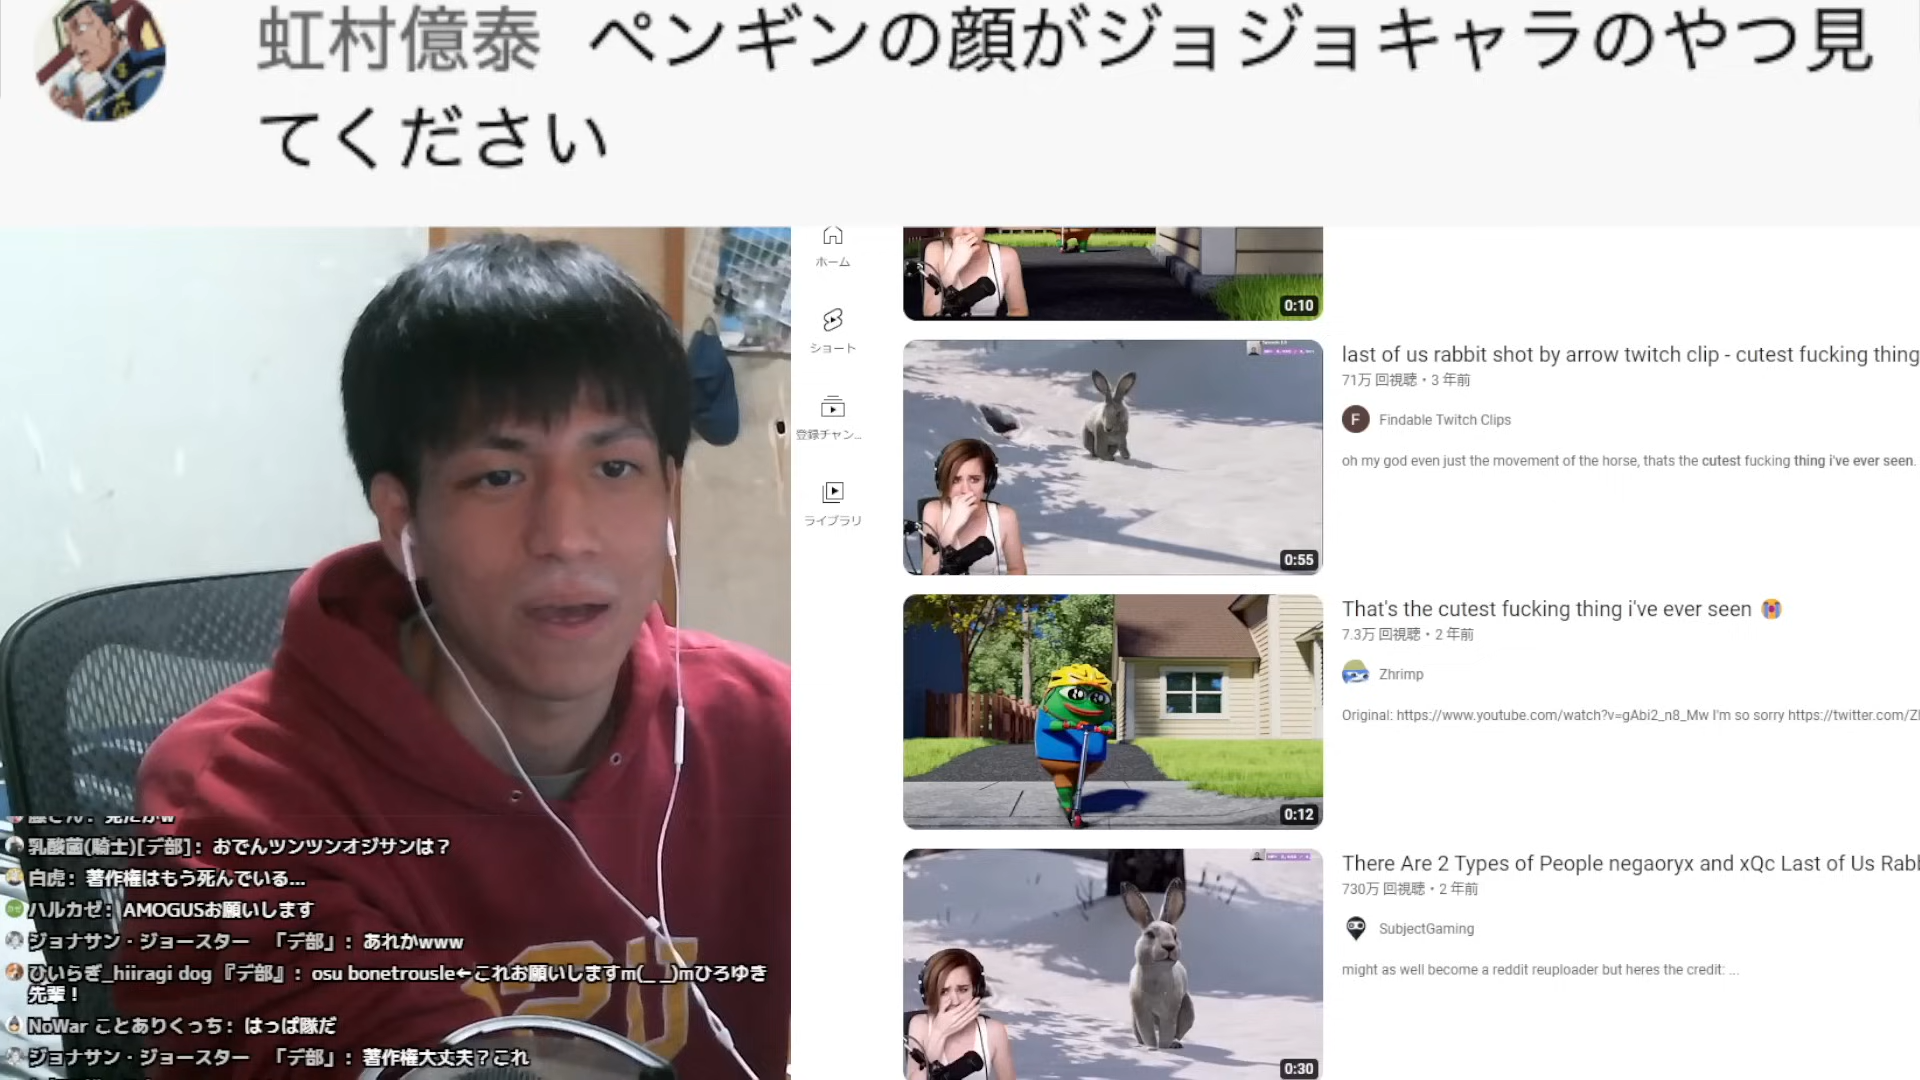 虹村億泰 ペンギンの顔がジョジョキャラのやつ見
てください
ホーム
ショート
登録チャン...
ライブラリ
0:10
last of us rabbit shot by arrow twitch clip - cutest fucking thing
71万 回視聴・3 年前
F
Findable Twitch Clips
oh my god even just the movement of the horse, thats the cutest fucking thing i've ever seen.
0:55
That's the cutest fucking thing i've ever seen 😭
7.3万 回視聴・2 年前
Zhrimp
Original: https://www.youtube.com/watch?v=gAbi2_n8_Mw I'm so sorry https://twitter.com/
0:12
There Are 2 Types of People negaoryx and xQc Last of Us
730万 回視聴・2 年前
SubjectGaming
might as well become a reddit reuploader but heres the credit: ...
0:30
乳酸菌(騎士)[デ部]: おでんツンツンオジサンは？
白虎: 著作権はもう死んでいる...
ハルカゼ: AMOGUSお願いします
ジョナサン・ジョースター 「デ部」: あれかwww
ひいらぎ_hiiragi dog 『デ部』: osu bonetrousle←これお願いしますm(_ _)mひろゆき
先輩！
NoWar ことありくっち: はっぱ隊だ
ジョナサン・ジョースター 「デ部」: 著作権大丈夫？これ